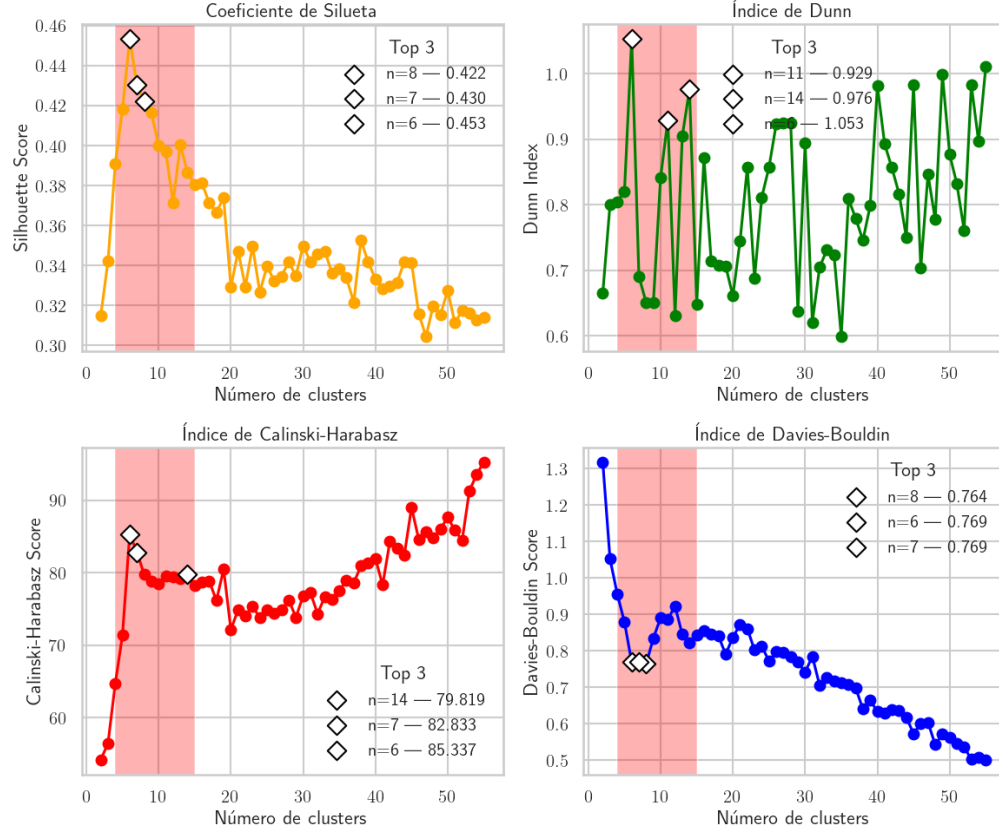 Coeficiente de Silueta
0.46
0.44
0.42
0.40
0.38
0.36
0.34
0.32
0.30
Silhouette Score
Top 3
n=8 — 0.422
n=7 — 0.430
n=6 — 0.453
0 10 20 30 40 50
Número de clusters
Índice de Dunn
1.0
0.9
0.8
0.7
0.6
Dunn Index
Top 3
n=11 — 0.929
n=14 — 0.976
n=6 — 1.053
0 10 20 30 40 50
Número de clusters
Índice de Calinski-Harabasz
90
80
70
60
Calinski-Harabasz Score
Top 3
n=14 — 79.819
n=7 — 82.833
n=6 — 85.337
0 10 20 30 40 50
Número de clusters
Índice de Davies-Bouldin
1.3
1.2
1.1
1.0
0.9
0.8
0.7
0.6
0.5
Davies-Bouldin Score
Top 3
n=8 — 0.764
n=6 — 0.769
n=7 — 0.769
0 10 20 30 40 50
Número de clusters